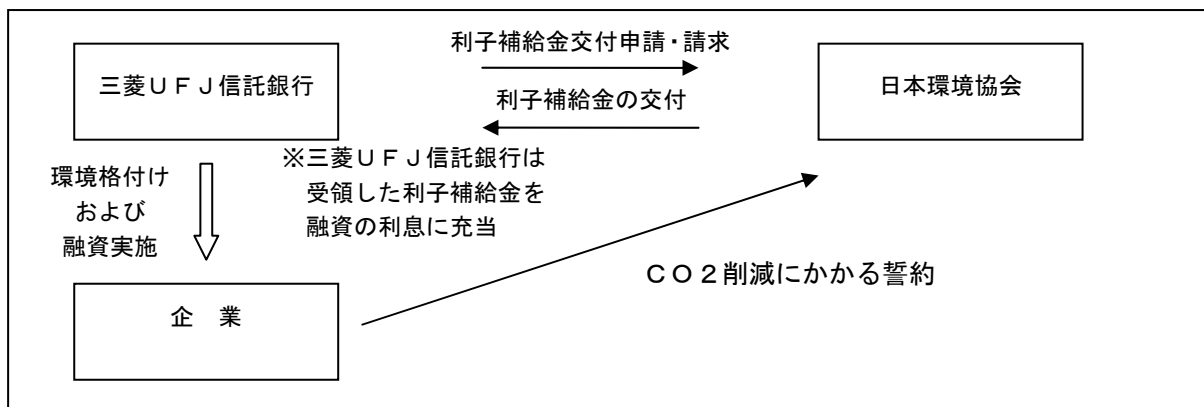 利子補給金交付申請・請求
三菱UFJ信託銀行
日本環境協会
利子補給金の交付
※三菱UFJ信託銀行は
受領した利子補給金を
融資の利息に充当
環境格付け
および
融資実施
CO2削減にかかる誓約
企 業